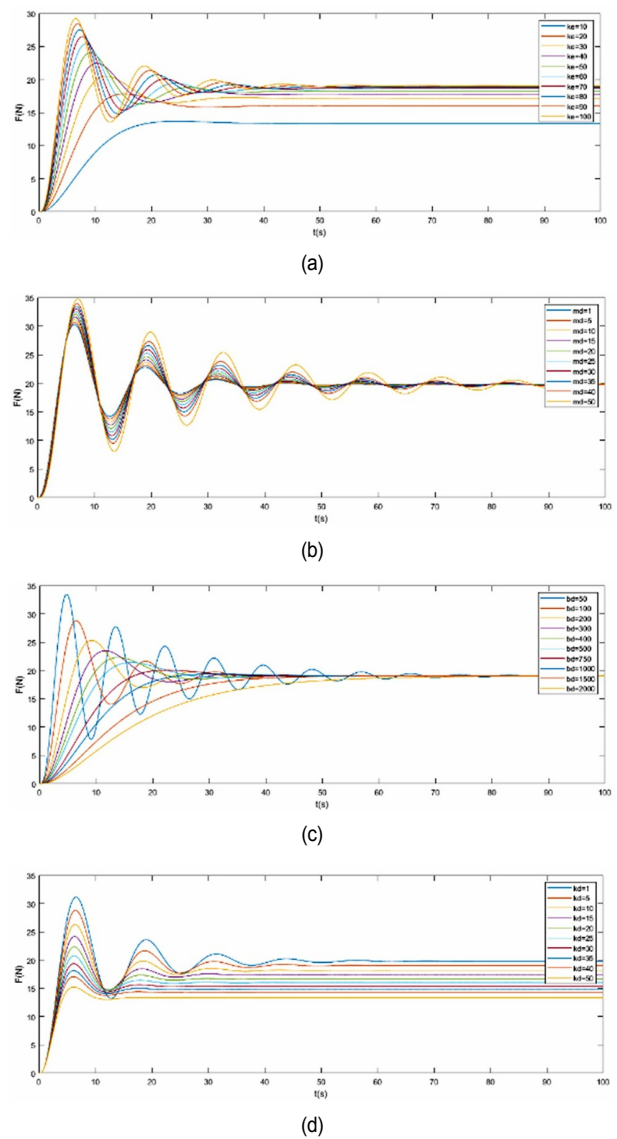 30
25
20
15
10
5
0
F(N)
0 10 20 30 40 50 60 70 80 90 100
t(s)
ke=10
ke=20
ke=30
ke=40
ke=50
ke=60
ke=70
ke=80
ke=90
ke=100
(a)
35
30
25
20
15
10
5
0
F(N)
0 10 20 30 40 50 60 70 80 90 100
t(s)
md=1
md=5
md=10
md=15
md=20
md=25
md=30
md=35
md=40
md=50
(b)
35
30
25
20
15
10
5
0
F(N)
0 10 20 30 40 50 60 70 80 90 100
t(s)
bd=50
bd=100
bd=200
bd=300
bd=400
bd=500
bd=750
bd=1000
bd=1500
bd=2000
(c)
35
30
25
20
15
10
5
0
F(N)
0 10 20 30 40 50 60 70 80 90 100
t(s)
kd=1
kd=5
kd=10
kd=15
kd=20
kd=25
kd=30
kd=35
kd=40
kd=50
(d)